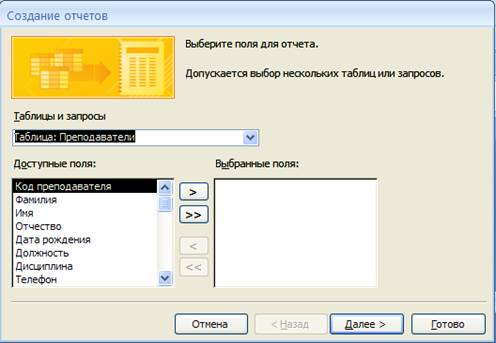 Создание отчетов
Выберите поля для отчета.
Допускается выбор нескольких таблиц или запросов.
Таблицы и запросы
Таблица: Преподаватели
Доступные поля:
Выбранные поля:
Код преподавателя
Фамилия
Имя
Отчество
Дата рождения
Должность
Дисциплина
Телефон
>
>>
<
<<
Отмена
< Назад
Далее >
Готово